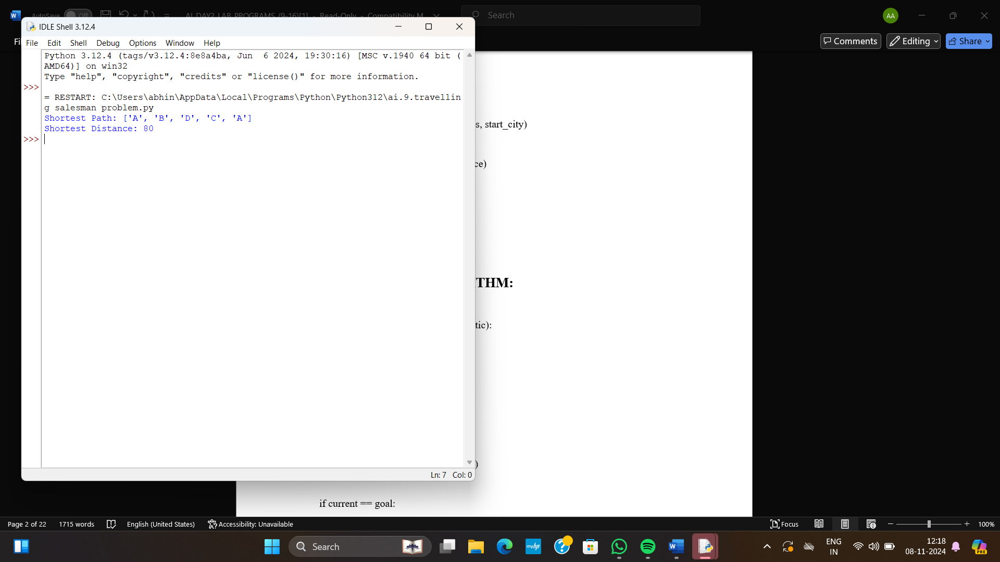 AutoSave Off AI DAY2 LAB PROGRAMS (9-16)[1] - Read-Only - Compatibility M...
Search
AA
IDLE Shell 3.12.4
File Edit Shell Debug Options Window Help
Fi
Comments Editing Share
Python 3.12.4 (tags/v3.12.4:8e8a4ba, Jun  6 2024, 19:30:16) [MSC v.1940 64 bit (
AMD64)] on win32
Type "help", "copyright", "credits" or "license()" for more information.
>>>
= RESTART: C:\Users\abhin\AppData\Local\Programs\Python\Python312\ai.9.travellin
g salesman problem.py
Shortest Path: ['A', 'B', 'D', 'C', 'A']
Shortest Distance: 80
>>>
s, start_city)
ce)
THM:
tic):
)
if current == goal:
Ln: 7 Col: 0
Page 2 of 22 1715 words English (United States) Accessibility: Unavailable Focus 100%
Search
myhp
ENG
IN
12:18
08-11-2024
PRE